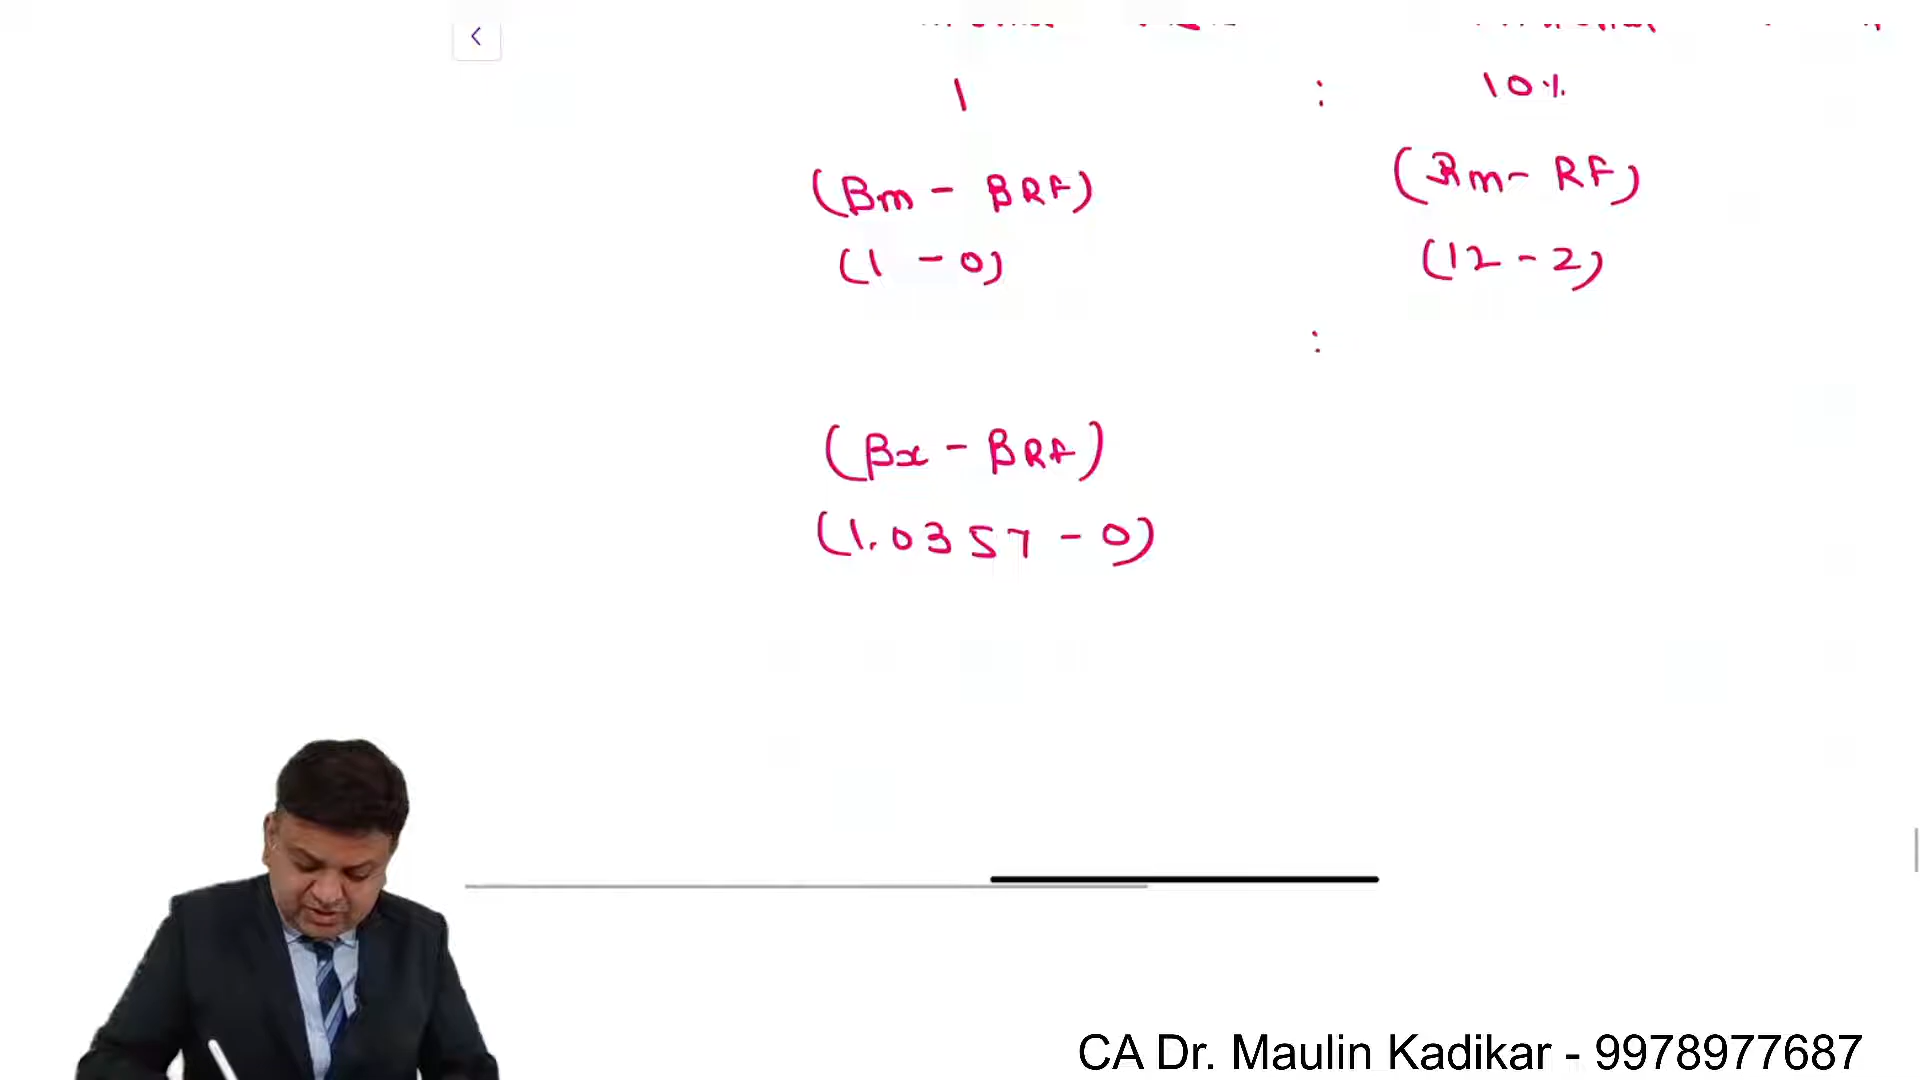 1 : 10%
(βm - βRF) (Rm - RF)
(1 - 0) (12 - 2)
:
(βx - βRF)
(1.0357 - 0)
CA Dr. Maulin Kadikar - 9978977687